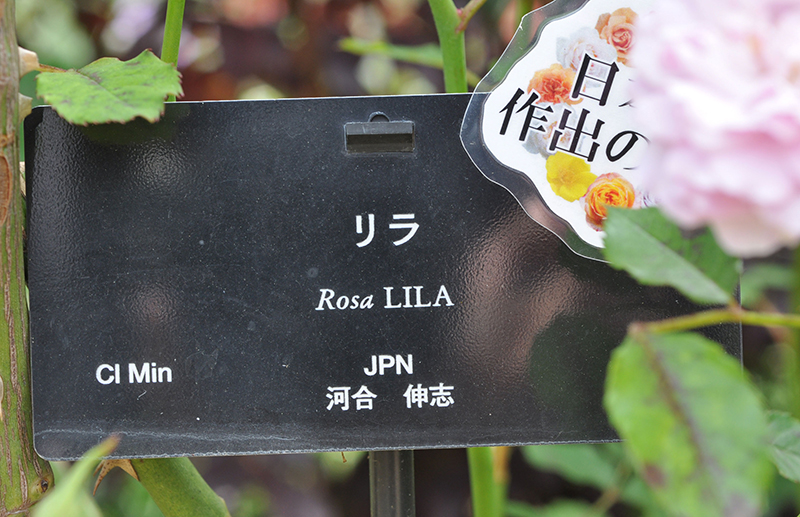 日
作出の
リラ
Rosa LILA
Cl Min
JPN
河合 伸志